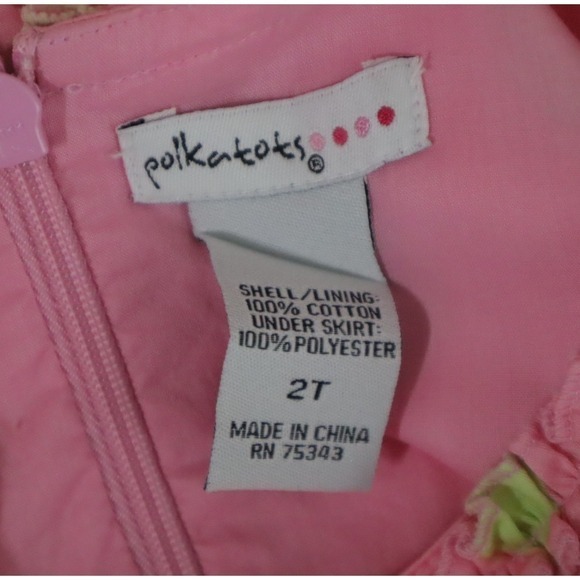 polkatots®
SHELL/LINING:
100% COTTON
UNDER SKIRT:
100% POLYESTER
2T
MADE IN CHINA
RN 75343